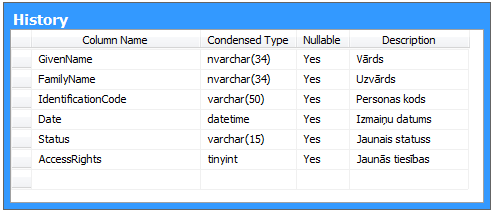 History
Column Name Condensed Type Nullable Description
GivenName nvarchar(34) Yes Vārds
FamilyName nvarchar(34) Yes Uzvārds
IdentificationCode varchar(50) Yes Personas kods
Date datetime Yes Izmaiņu datums
Status varchar(15) Yes Jaunais statuss
AccessRights tinyint Yes Jaunās tiesības